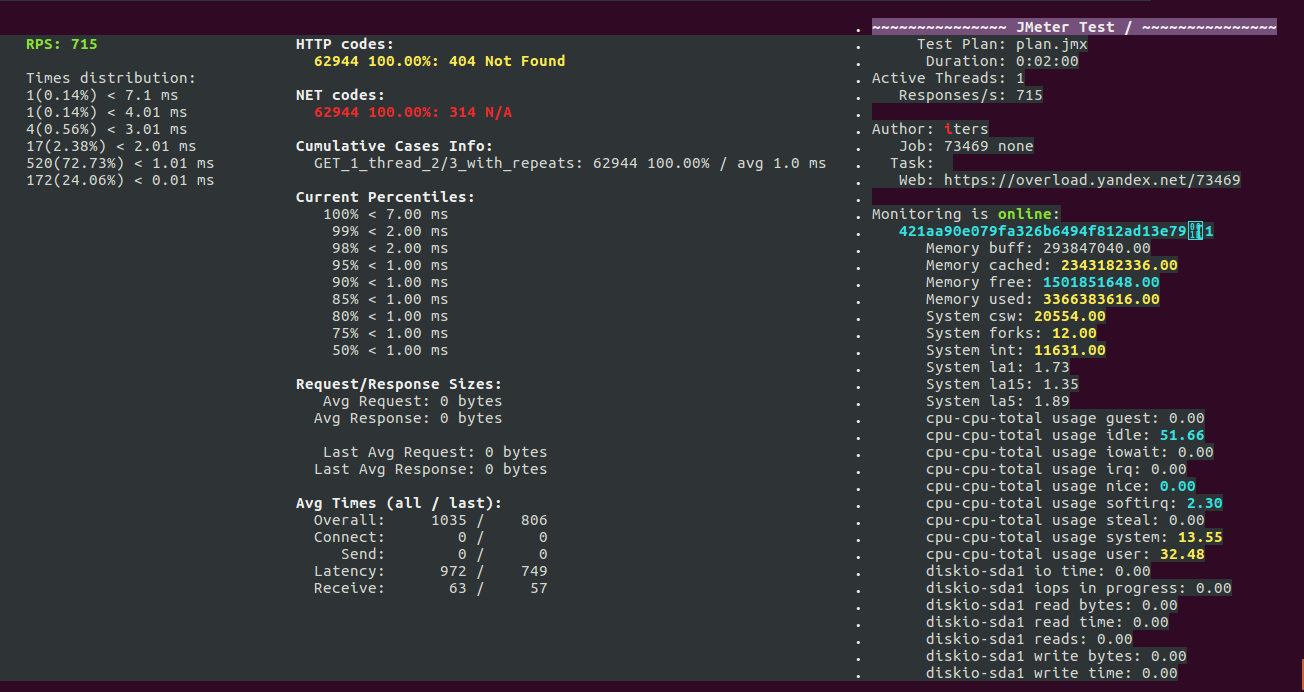 RPS: 715
Times distribution:
1(0.14%) < 7.1 ms
1(0.14%) < 4.01 ms
4(0.56%) < 3.01 ms
17(2.38%) < 2.01 ms
520(72.73%) < 1.01 ms
172(24.06%) < 0.01 ms
HTTP codes:
62944 100.00%: 404 Not Found
NET codes:
62944 100.00%: 314 N/A
Cumulative Cases Info:
GET_1_thread_2/3_with_repeats: 62944 100.00% / avg 1.0 ms
Current Percentiles:
100% < 7.00 ms
99% < 2.00 ms
98% < 2.00 ms
95% < 1.00 ms
90% < 1.00 ms
85% < 1.00 ms
80% < 1.00 ms
75% < 1.00 ms
50% < 1.00 ms
Request/Response Sizes:
Avg Request: 0 bytes
Avg Response: 0 bytes
Last Avg Request: 0 bytes
Last Avg Response: 0 bytes
Avg Times (all / last):
Overall: 1035 / 806
Connect: 0 / 0
Send: 0 / 0
Latency: 972 / 749
Receive: 63 / 57
~~~~~~~~~~~~~~~ JMeter Test / ~~~~~~~~~~~~~~~
Test Plan: plan.jmx
Duration: 0:02:00
Active Threads: 1
Responses/s: 715
Author: iters
Job: 73469 none
Task:
Web: https://overload.yandex.net/73469
Monitoring is online:
421aa90e079fa326b6494f812ad13e79 1
Memory buff: 293847040.00
Memory cached: 2343182336.00
Memory free: 1501851648.00
Memory used: 3366383616.00
System csw: 20554.00
System forks: 12.00
System int: 11631.00
System la1: 1.73
System la15: 1.35
System la5: 1.89
cpu-cpu-total usage guest: 0.00
cpu-cpu-total usage idle: 51.66
cpu-cpu-total usage iowait: 0.00
cpu-cpu-total usage irq: 0.00
cpu-cpu-total usage nice: 0.00
cpu-cpu-total usage softirq: 2.30
cpu-cpu-total usage steal: 0.00
cpu-cpu-total usage system: 13.55
cpu-cpu-total usage user: 32.48
diskio-sda1 io time: 0.00
diskio-sda1 iops in progress: 0.00
diskio-sda1 read bytes: 0.00
diskio-sda1 read time: 0.00
diskio-sda1 reads: 0.00
diskio-sda1 write bytes: 0.00
diskio-sda1 write time: 0.00